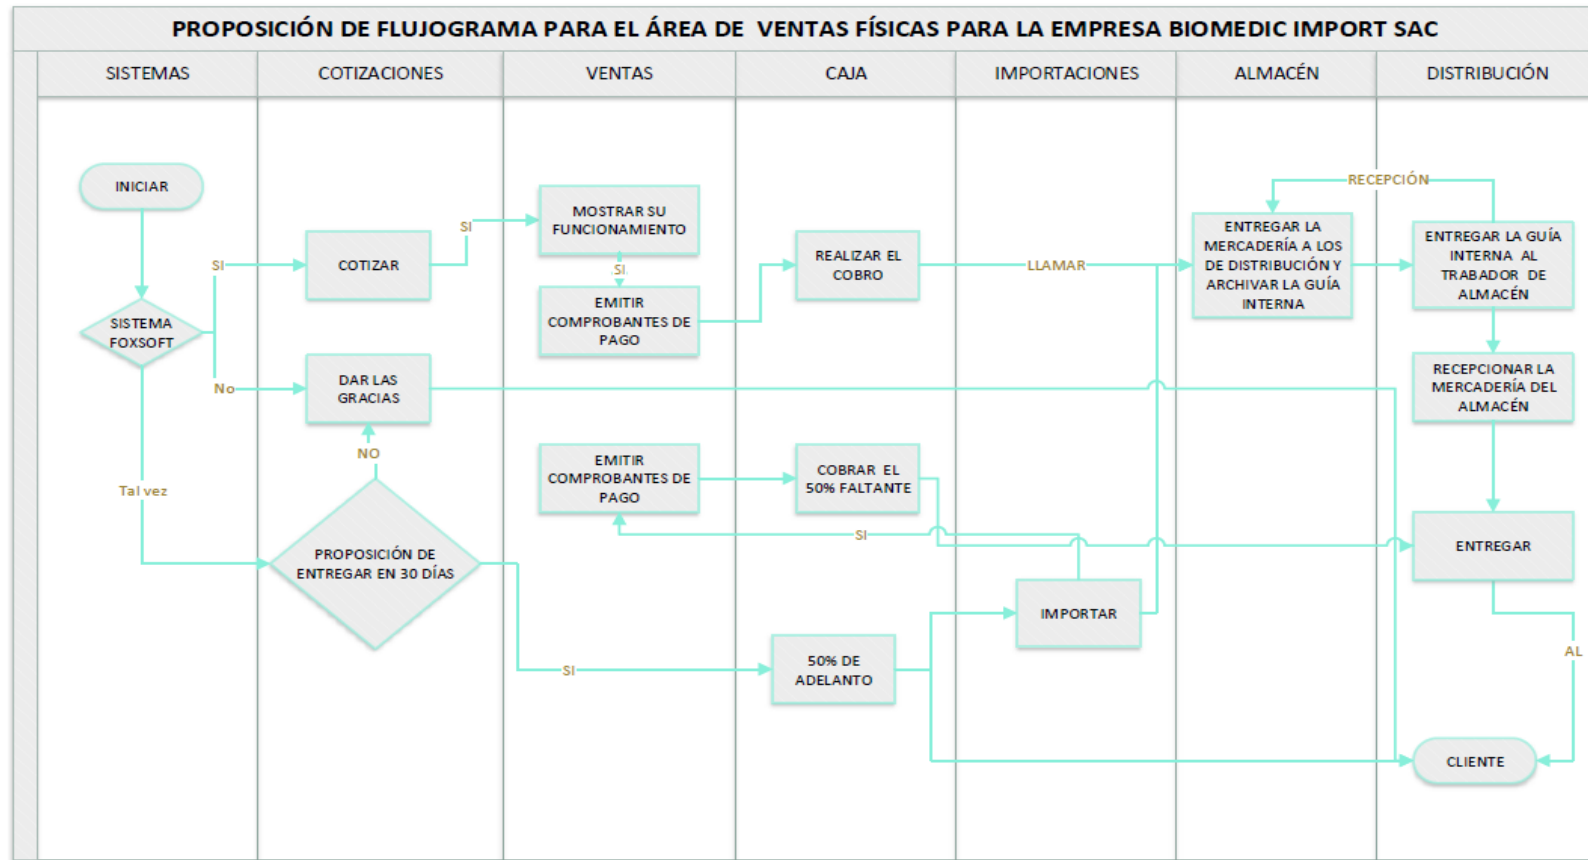 PROPOSICIÓN DE FLUJOGRAMA PARA EL ÁREA DE VENTAS FÍSICAS PARA LA EMPRESA BIOMEDIC IMPORT SAC
SISTEMAS
COTIZACIONES
VENTAS
CAJA
IMPORTACIONES
ALMACÉN
DISTRIBUCIÓN
INICIAR
SISTEMA
FOXSOFT
SI
No
Tal vez
COTIZAR
SI
DAR LAS
GRACIAS
NO
PROPOSICIÓN DE
ENTREGAR EN 30 DÍAS
SI
MOSTRAR SU
FUNCIONAMIENTO
SI
EMITIR
COMPROBANTES DE
PAGO
EMITIR
COMPROBANTES DE
PAGO
REALIZAR EL
COBRO
COBRAR EL
50% FALTANTE
SI
50% DE
ADELANTO
LLAMAR
IMPORTAR
RECEPCIÓN
ENTREGAR LA
MERCADERÍA A LOS
DE DISTRIBUCIÓN Y
ARCHIVAR LA GUÍA
INTERNA
ENTREGAR LA GUÍA
INTERNA AL
TRABADOR DE
ALMACÉN
RECEPCIONAR LA
MERCADERÍA DEL
ALMACÉN
ENTREGAR
AL
CLIENTE